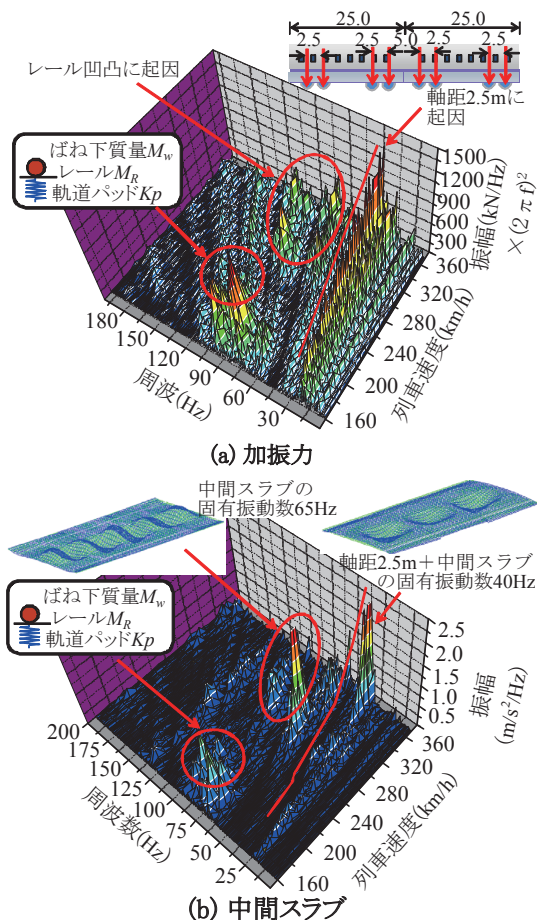 25.0 25.0
2.5 2.5 5.0 2.5 2.5
レール凹凸に起因
軸距2.5mに
起因
ばね下質量Mw
レールMR
軌道パッドKp
1500
1200
900
600
300
振幅(kN/Hz)
×(2πf)²
360
320
280
240
200
160
列車速度(km/h)
180
150
120
90
60
30
周波(Hz)
(a) 加振力
中間スラブの
固有振動数65Hz
軸距2.5m+中間スラブ
の固有振動数40Hz
ばね下質量Mw
レールMR
軌道パッドKp
2.5
2.0
1.5
1.0
0.5
振幅
(m/s²/Hz)
360
320
280
240
200
160
列車速度(km/h)
200
175
150
125
100
75
50
25
周波数(Hz)
(b) 中間スラブ